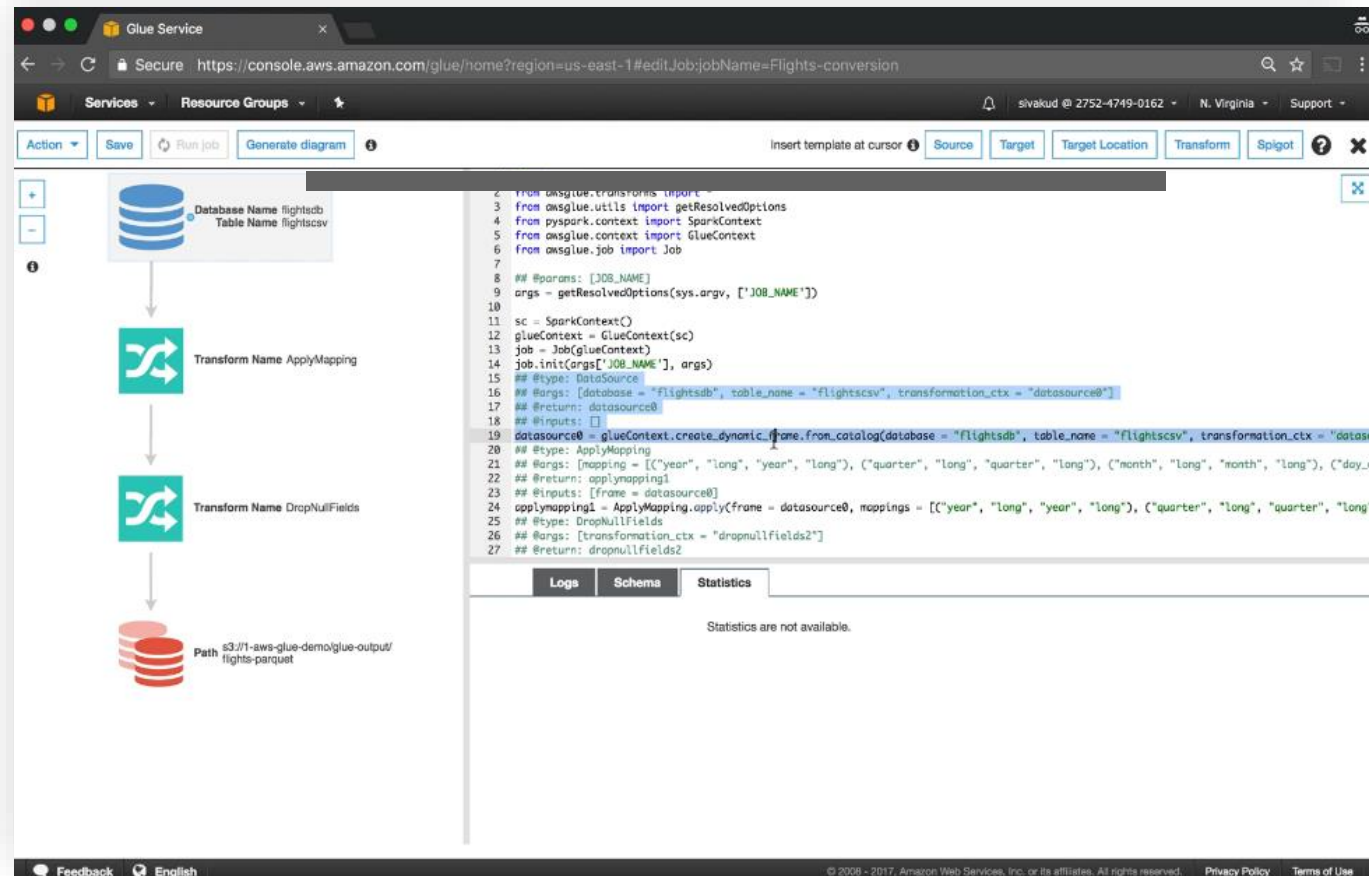 Glue Service
Secure https://console.aws.amazon.com/glue/home?region=us-east-1#editJob:jobName=Flights-conversion
Services Resource Groups sivakud @ 2752-4749-0162 N. Virginia Support
Action Save Run job Generate diagram Insert template at cursor Source Target Target Location Transform Spigot
Database Name flightsdb
Table Name flightscsv
Transform Name ApplyMapping
Transform Name DropNullFields
Path s3://1-aws-glue-demo/glue-output/
flights-parquet
2 from awsglue.transforms import *
3 from awsglue.utils import getResolvedOptions
4 from pyspark.context import SparkContext
5 from awsglue.context import GlueContext
6 from awsglue.job import Job
7
8 ## @params: [JOB_NAME]
9 args = getResolvedOptions(sys.argv, ['JOB_NAME'])
10
11 sc = SparkContext()
12 glueContext = GlueContext(sc)
13 job = Job(glueContext)
14 job.init(args['JOB_NAME'], args)
15 ## @type: DataSource
16 ## @args: [database = "flightsdb", table_name = "flightscsv", transformation_ctx = "datasource0"]
17 ## @return: datasource0
18 ## @inputs: []
19 datasource0 = glueContext.create_dynamic_frame.from_catalog(database = "flightsdb", table_name = "flightscsv", transformation_ctx = "datas
20 ## @type: ApplyMapping
21 ## @args: [mapping = [("year", "long", "year", "long"), ("quarter", "long", "quarter", "long"), ("month", "long", "month", "long"), ("day_
22 ## @return: applymapping1
23 ## @inputs: [frame = datasource0]
24 applymapping1 = ApplyMapping.apply(frame = datasource0, mappings = [("year", "long", "year", "long"), ("quarter", "long", "quarter", "long
25 ## @type: DropNullFields
26 ## @args: [transformation_ctx = "dropnullfields2"]
27 ## @return: dropnullfields2
Logs Schema Statistics
Statistics are not available.
Feedback English © 2008 - 2017, Amazon Web Services, Inc. or its affiliates. All rights reserved. Privacy Policy Terms of Use